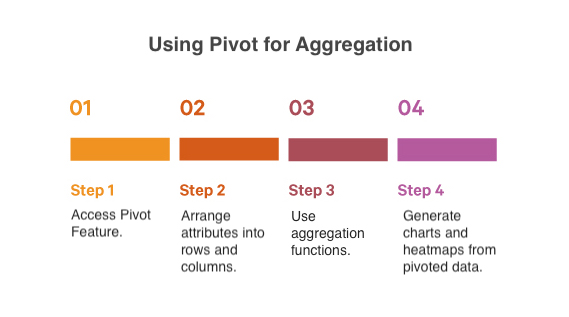 Using Pivot for Aggregation
01
02
03
04
Step 1
Access Pivot
Feature.
Step 2
Arrange
attributes into
rows and
columns.
Step 3
Use
aggregation
functions.
Step 4
Generate
charts and
heatmaps from
pivoted data.